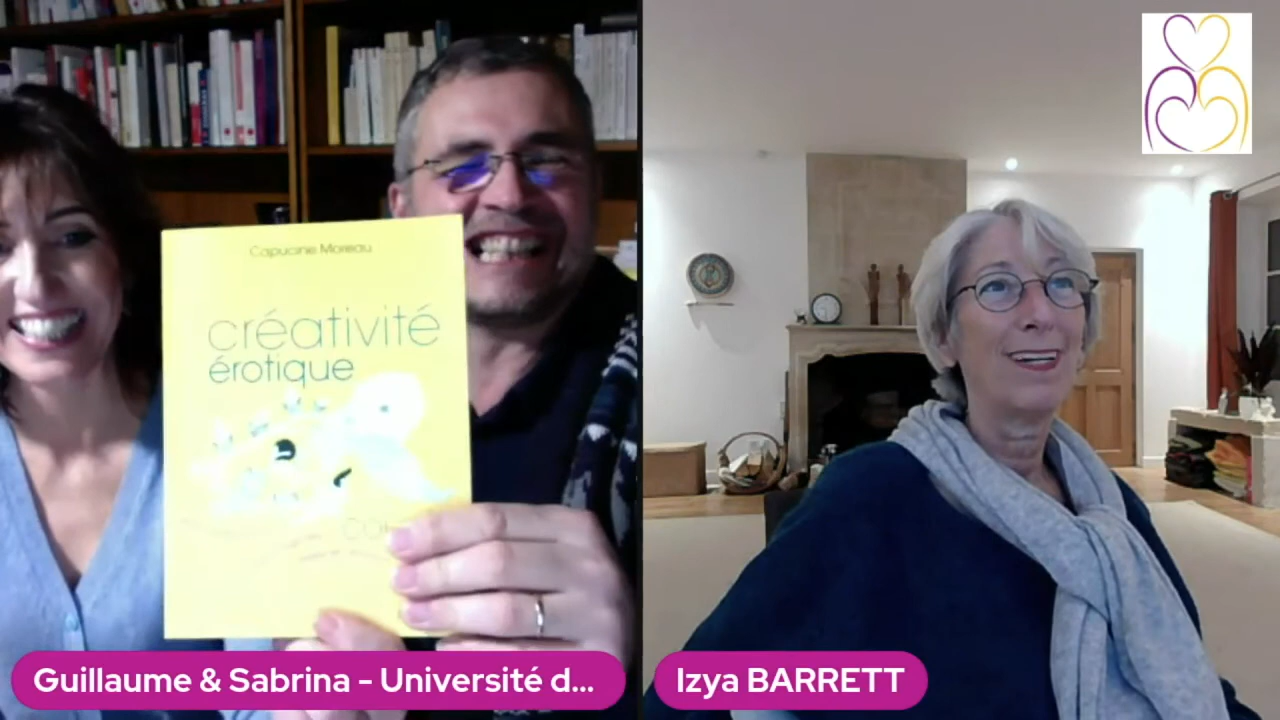 Capucine Moreau
créativité
érotique
Guillaume & Sabrina - Université d...
Izya BARRETT